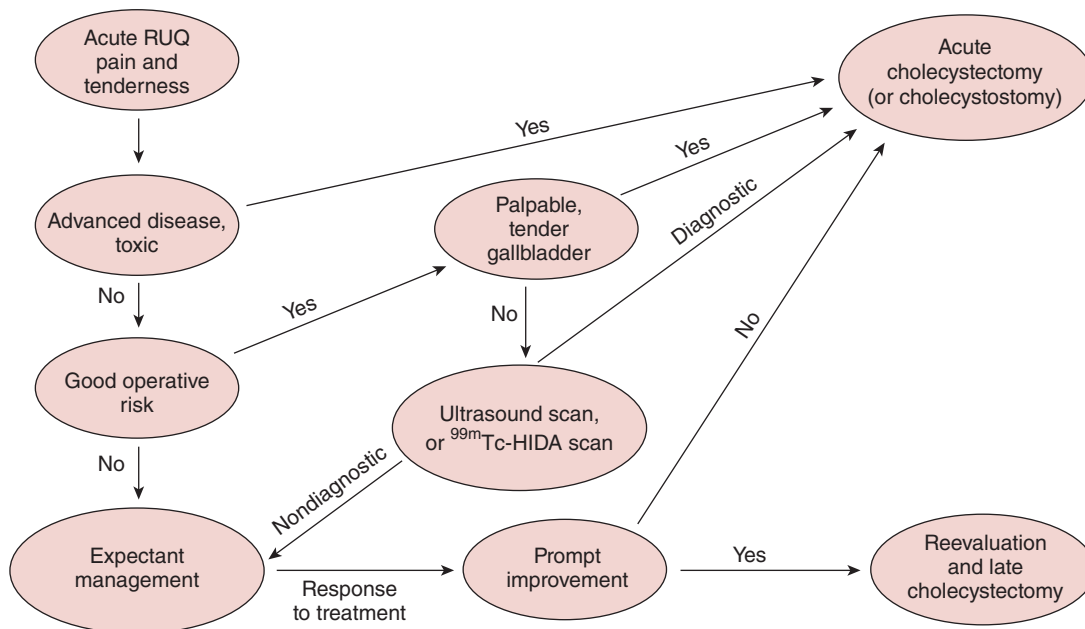 Acute RUQ
pain and
tenderness
Acute
cholecystectomy
(or cholecystostomy)
Yes
Yes
Advanced disease,
toxic
Palpable,
tender
gallbladder
Diagnostic
No
Yes
No
No
Good operative
risk
Ultrasound scan,
or ⁹⁹ᵐTc-HIDA scan
No
Nondiagnostic
Expectant
management
Response
to treatment
Prompt
improvement
Yes
Reevaluation
and late
cholecystectomy